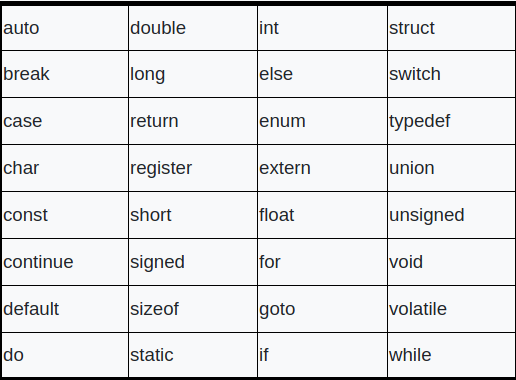 auto double int struct
break long else switch
case return enum typedef
char register extern union
const short float unsigned
continue signed for void
default sizeof goto volatile
do static if while